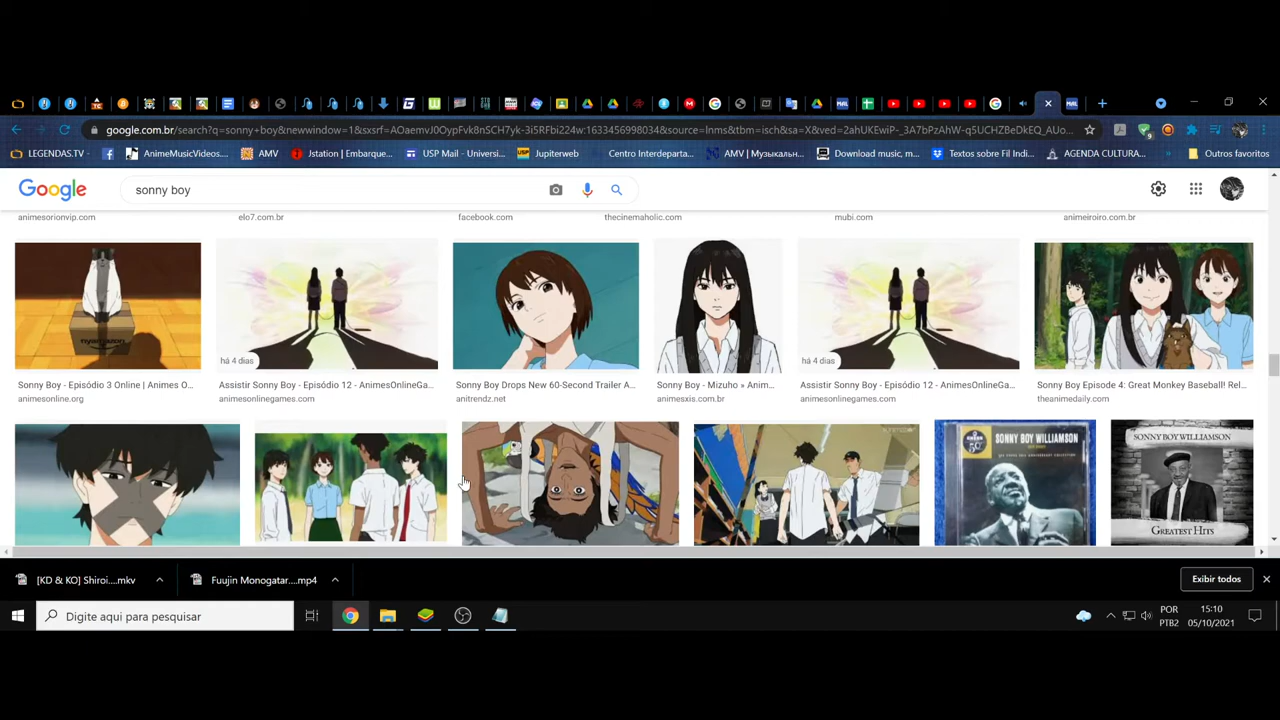 google.com.br/search?q=sonny+boy&newwindow=1&sxsrf=AOaemvJ0OypFvk8nSCH7yk-3i5RFbi224w:1633456998034&source=lnms&tbm=isch&sa=X&ved=2ahUKEwiP-_3A7bPzAhW-q5UCHZBeDkEQ_AUo...
LEGENDAS.TV - AnimeMusicVideos... AMV Jstation | Embarque... USP Mail - Universi... Jupiterweb Centro Interdeparta... AMV | Музыкальн... Download music, m... Textos sobre Fil Indi... AGENDA CULTURA... Outros favoritos
Google sonny boy
animesorionvip.com elo7.com.br facebook.com thecinemaholic.com mubi.com animeiroiro.com.br
nyamazon
há 4 dias há 4 dias
Sonny Boy - Episódio 3 Online | Animes O... Assistir Sonny Boy - Episódio 12 - AnimesOnlineGa... Sonny Boy Drops New 60-Second Trailer A... Sonny Boy - Mizuho » Anim... Assistir Sonny Boy - Episódio 12 - AnimesOnlineGa... Sonny Boy Episode 4: Great Monkey Baseball! Rel...
animesonline.org animesonlinegames.com anitrendz.net animesxis.com.br animesonlinegames.com theanimedaily.com
SONNY BOY WILLIAMSON
SONNY BOY WILLIAMSON
GREATEST HITS
[KD & KO] Shiroi....mkv Fuujin Monogatar....mp4 Exibir todos
Digite aqui para pesquisar
POR 15:10
PTB2 05/10/2021